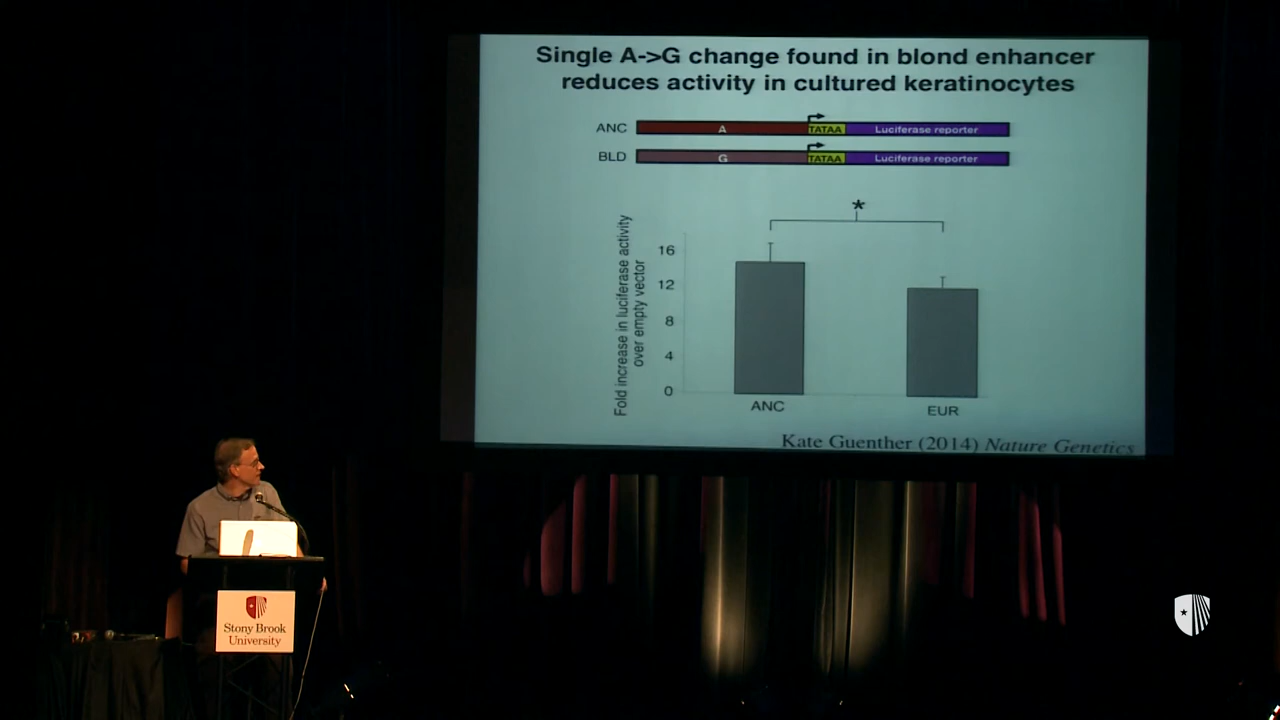 Single A->G change found in blond enhancer
reduces activity in cultured keratinocytes
ANC A TATAA Luciferase reporter
BLD G TATAA Luciferase reporter
*
Fold increase in luciferase activity
over empty vector
16
12
8
4
0
ANC EUR
Kate Guenther (2014) Nature Genetics
Stony Brook
University